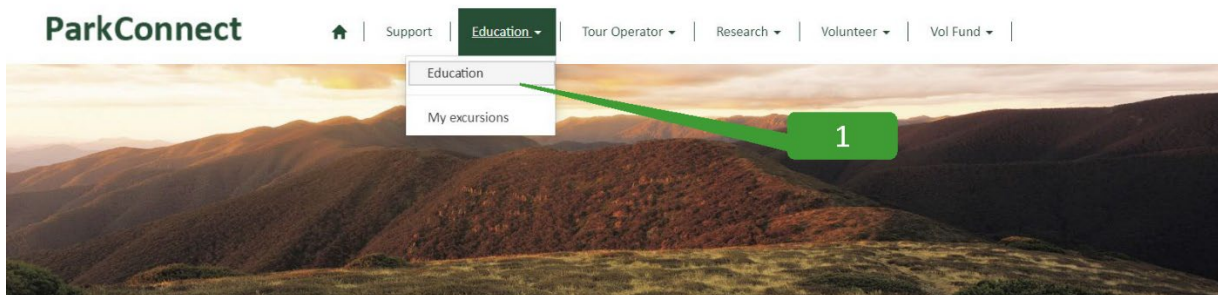 ParkConnect Support Education Tour Operator Research Volunteer Vol Fund
Education
My excursions
1